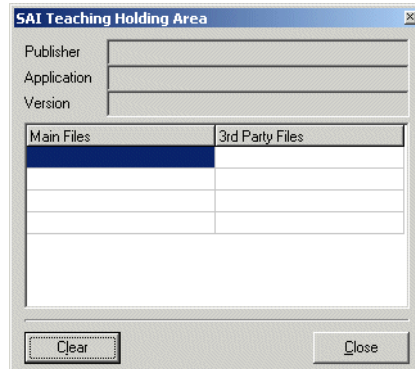 SAI Teaching Holding Area
Publisher
Application
Version
Main Files 3rd Party Files
Clear Close